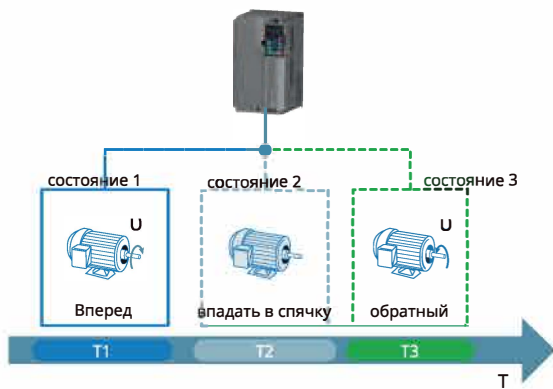 состояние 1
состояние 2
состояние 3
U
U
Вперед
впадать в спячку
обратный
T1
T2
T3
T